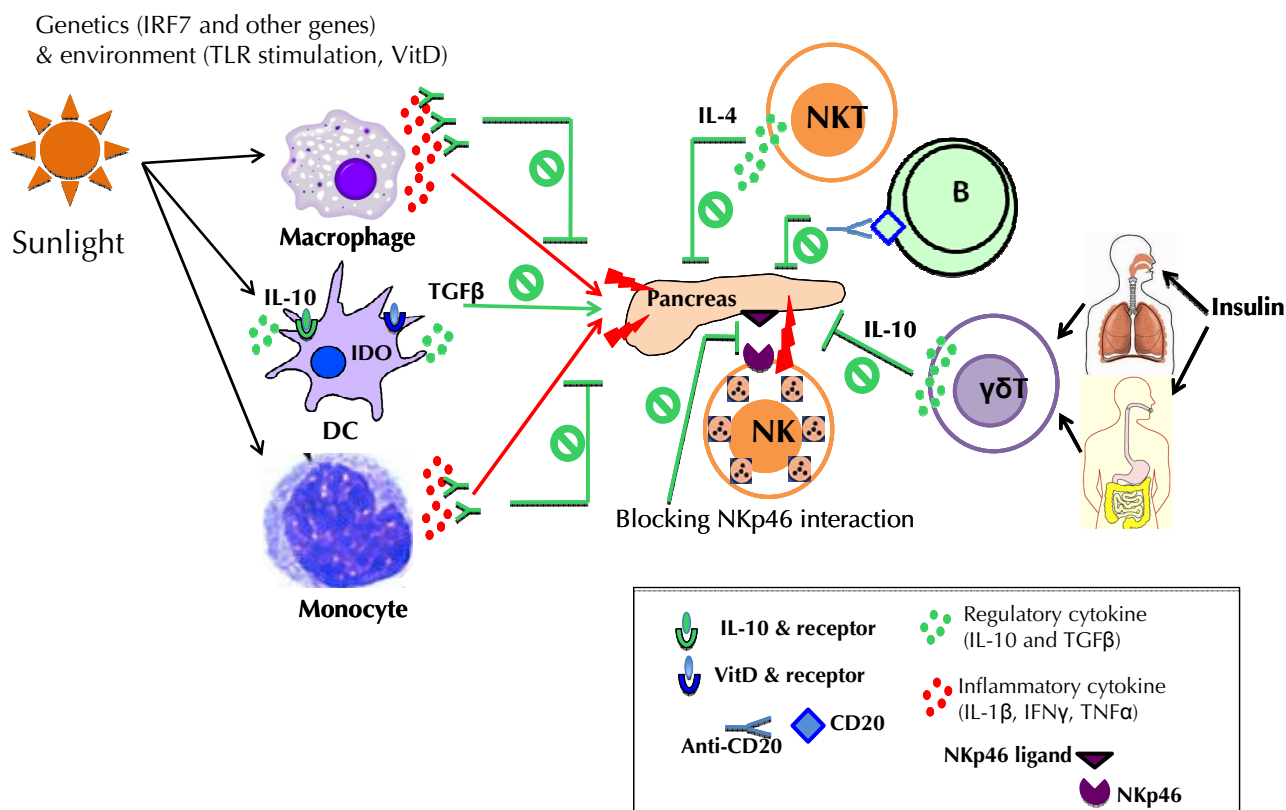 Genetics (IRF7 and other genes)
& environment (TLR stimulation, VitD)
Sunlight
Macrophage
IL-10
TGFβ
IDO
DC
Monocyte
IL-4
NKT
B
Pancreas
IL-10
γδT
Insulin
NK
Blocking NKp46 interaction
IL-10 & receptor
VitD & receptor
Anti-CD20
CD20
Regulatory cytokine
(IL-10 and TGFβ)
Inflammatory cytokine
(IL-1β, IFNγ, TNFα)
NKp46 ligand
NKp46